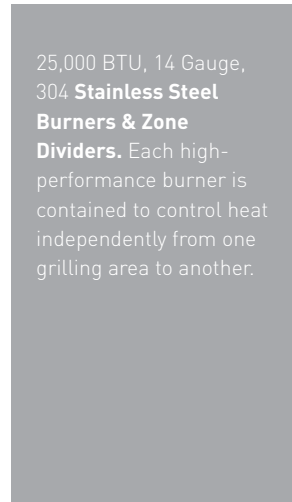 25,000 BTU, 14 Gauge,
304 Stainless Steel
Burners & Zone
Dividers. Each high-
performance burner is
contained to control heat
independently from one
grilling area to another.